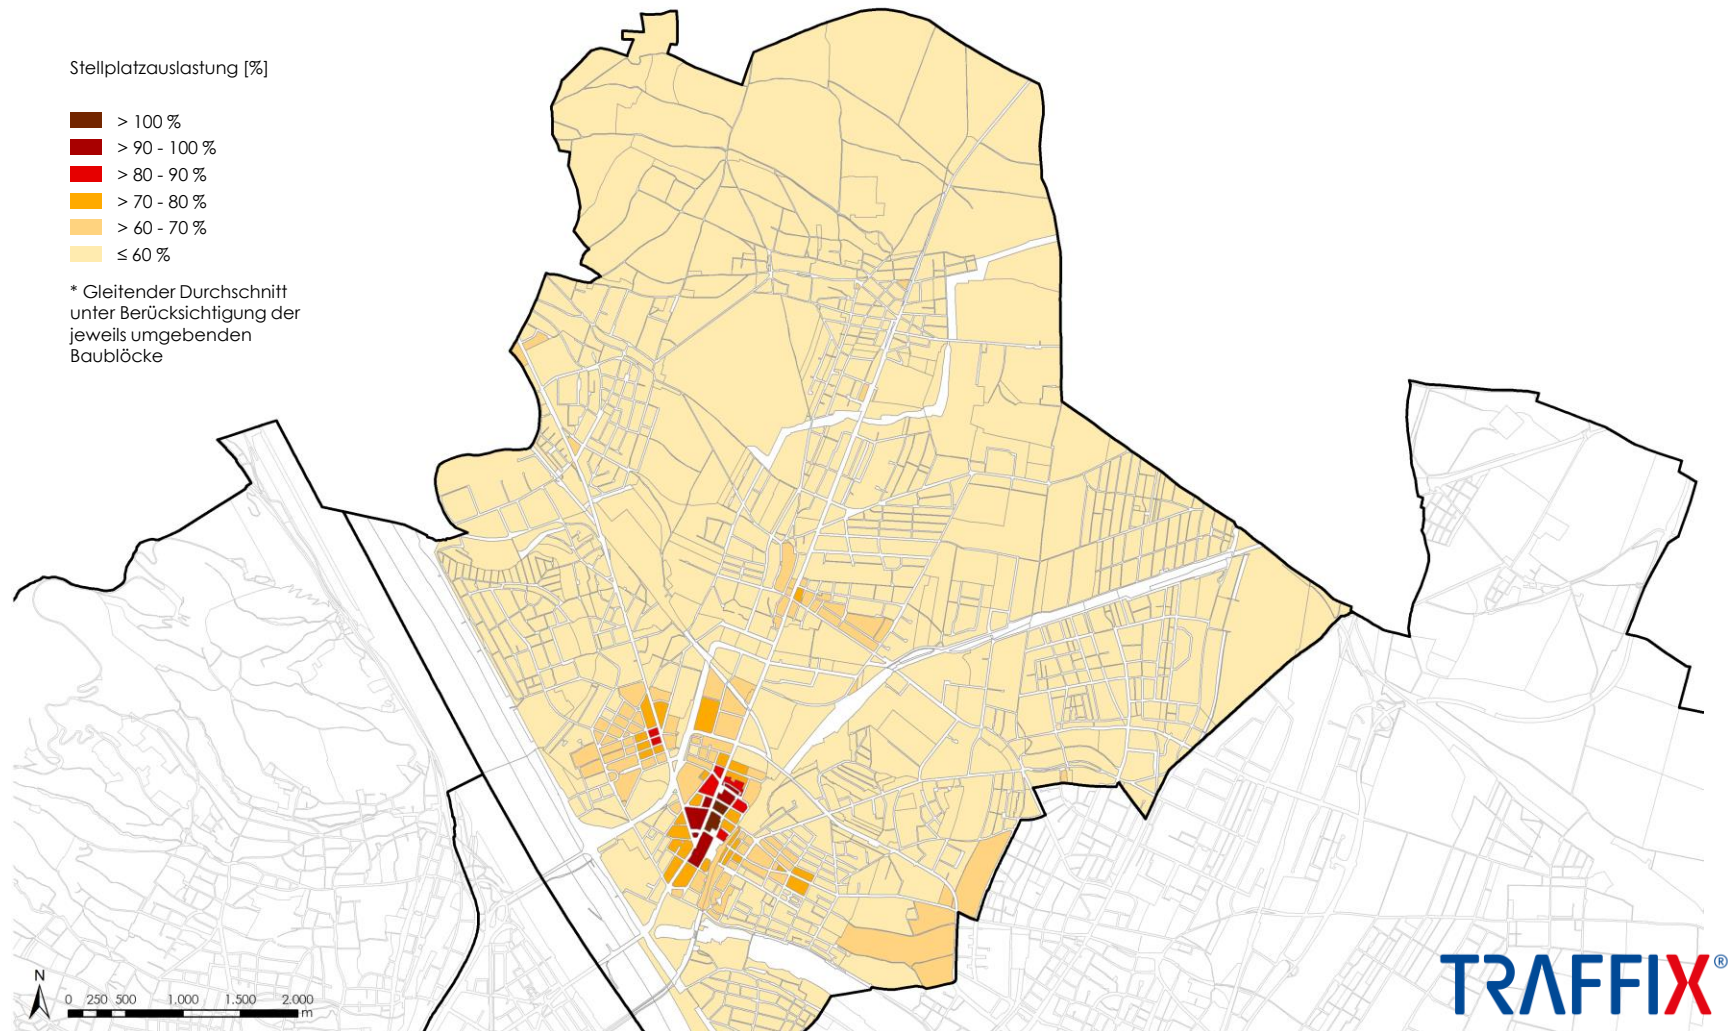 Stellplatzauslastung [%]
> 100 %
> 90 - 100 %
> 80 - 90 %
> 70 - 80 %
> 60 - 70 %
≤ 60 %
* Gleitender Durchschnitt
unter Berücksichtigung der
jeweils umgebenden
Baublöcke
N
0 250 500 1.000 1.500 2.000
m
TRAFFIX®